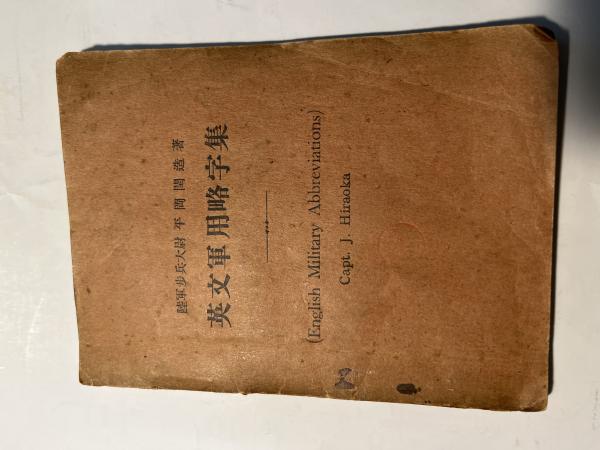 陸軍步兵大尉 平岡閏造著
英文軍用略字集
(English Military Abbreviations)
Capt. J. Hiraoka